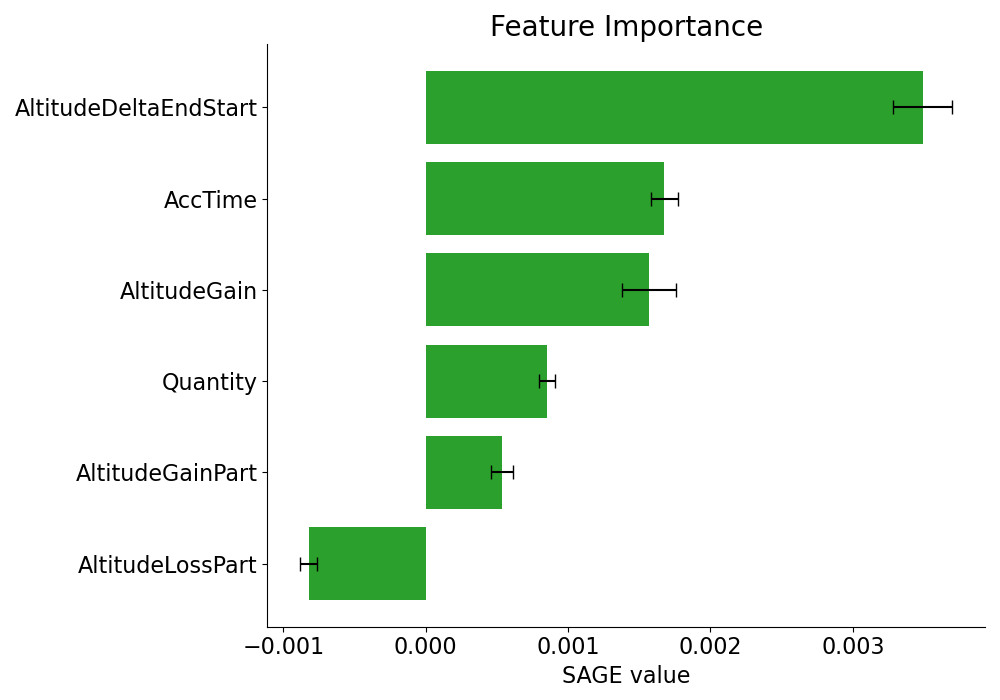 Feature Importance
AltitudeDeltaEndStart
AccTime
AltitudeGain
Quantity
AltitudeGainPart
AltitudeLossPart
−0.001 0.000 0.001 0.002 0.003
SAGE value